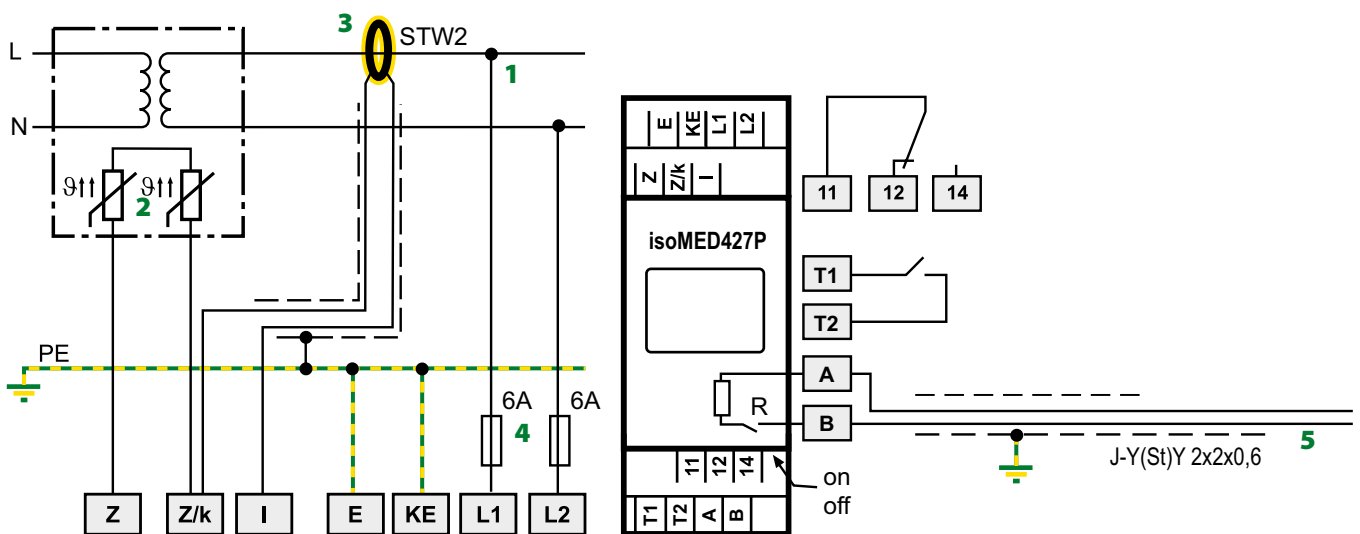 3
STW2
L
1
N
ϑ↑↑
ϑ↑↑
2
PE
6A
6A
4
Z
Z/k
I
E
KE
L1
L2
E
KE
L1
L2
Z
Z/k
I
isoMED427P
11
12
14
T1
T2
A
R
B
5
J-Y(St)Y 2x2x0,6
11
12
14
on
off
T1
T2
A
B